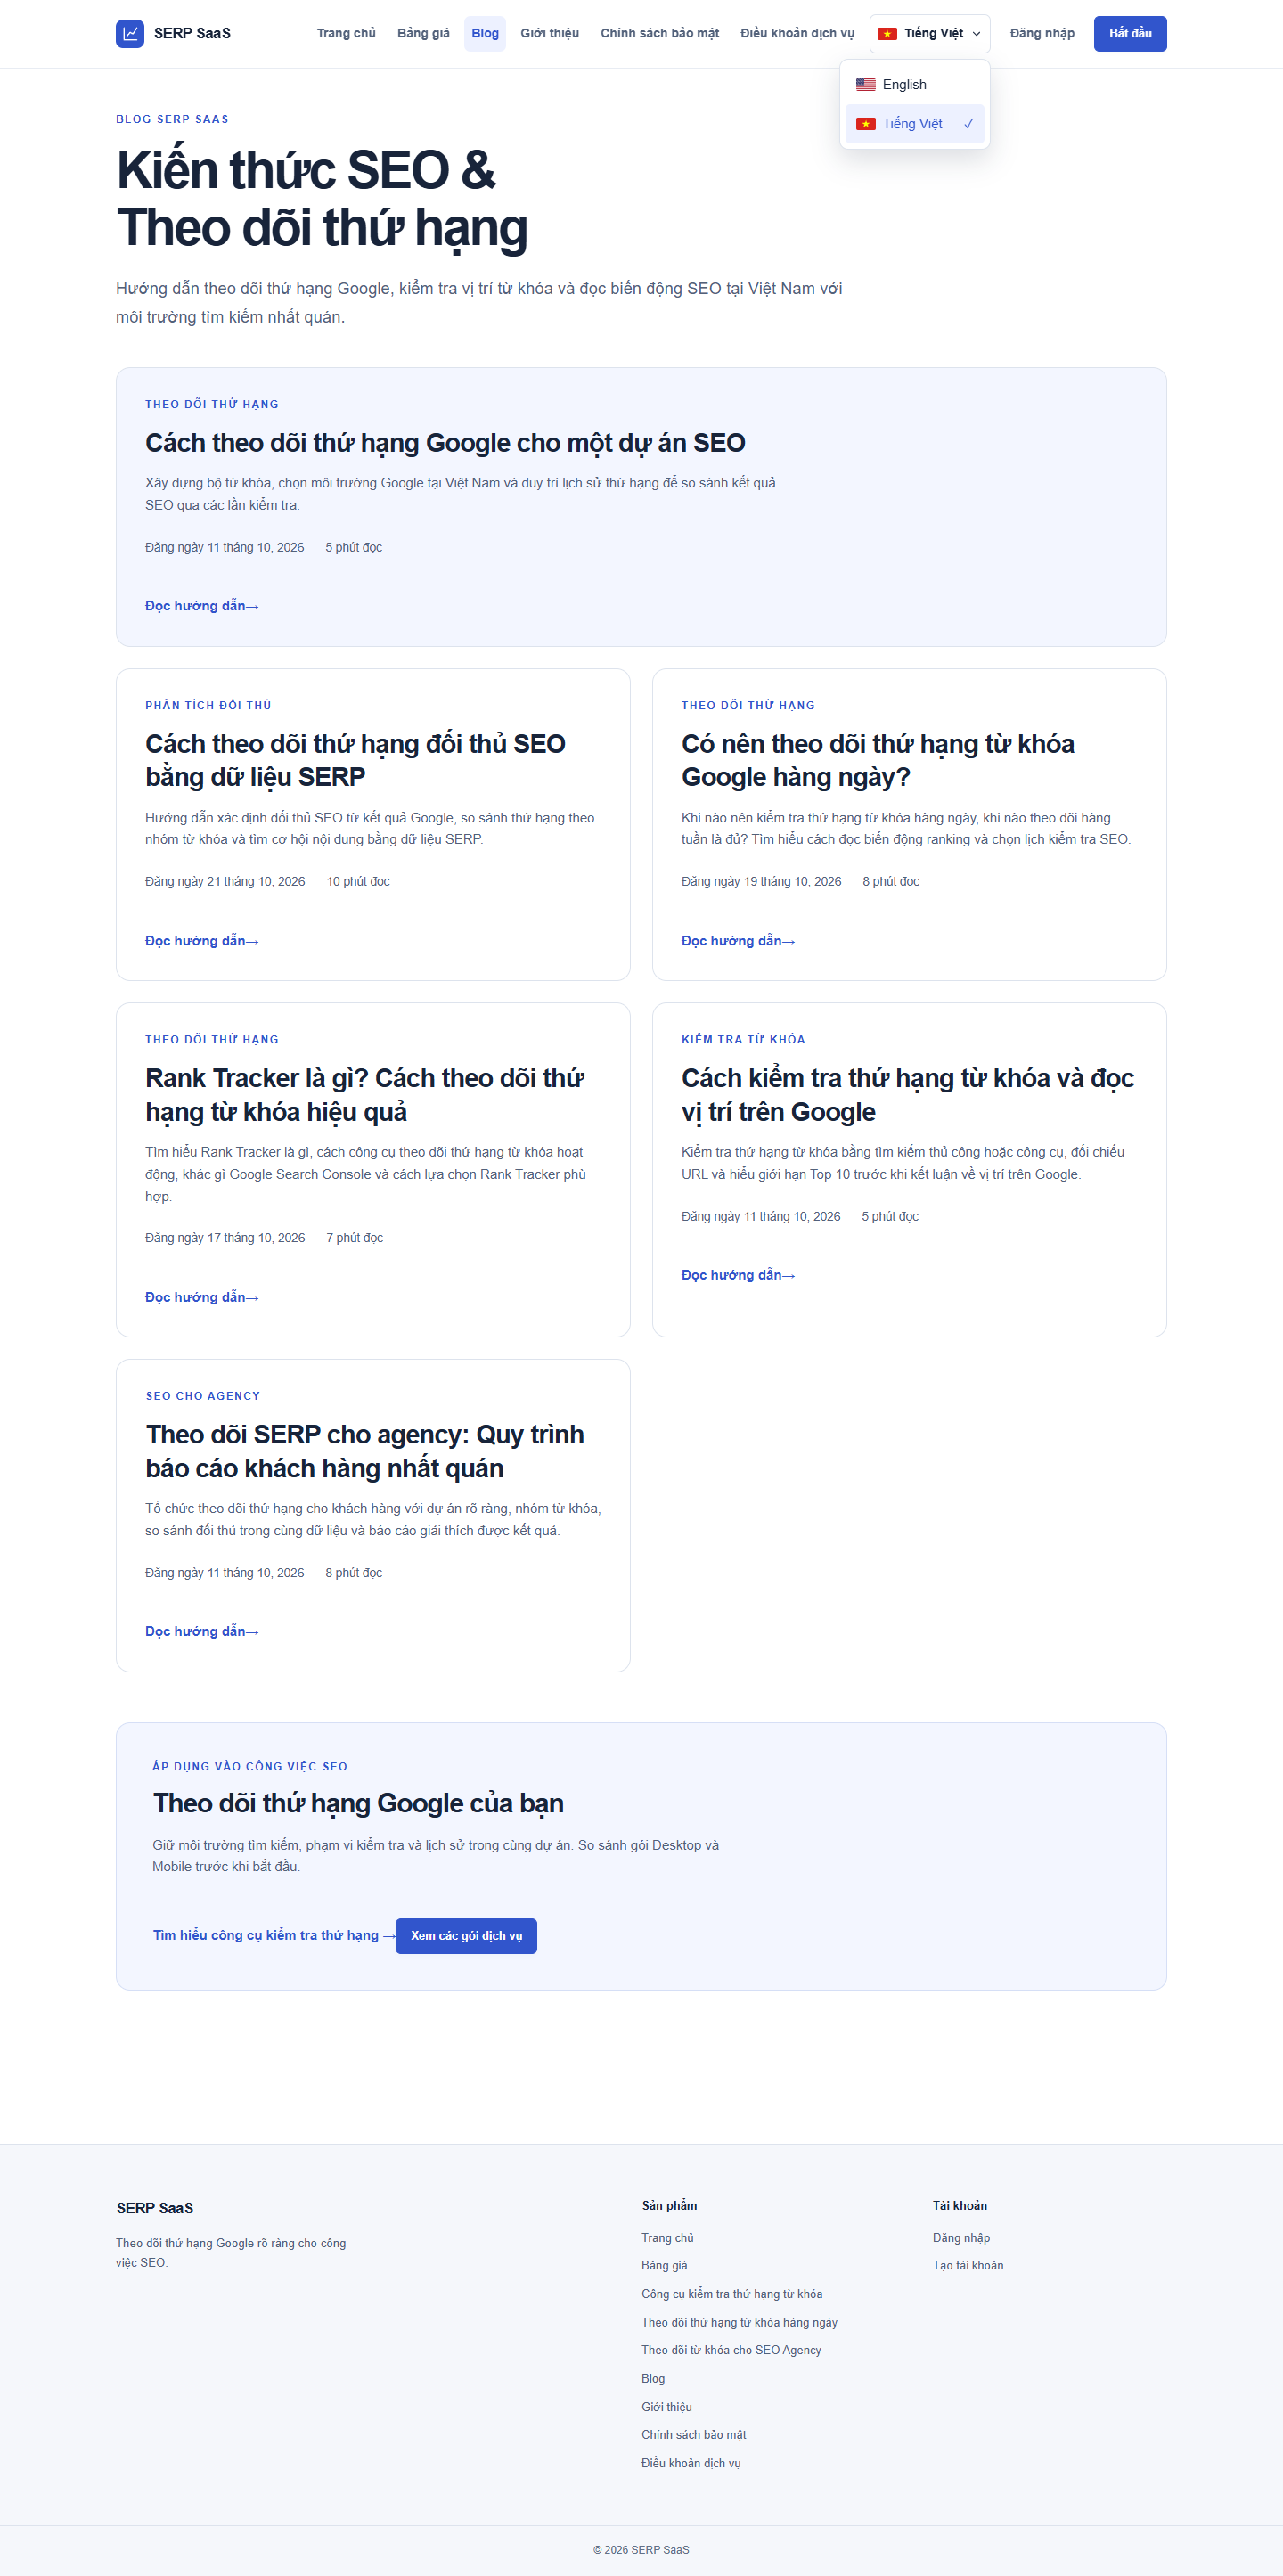 SERP SaaS
Trang chủ
Bảng giá
Blog
Giới thiệu
Chính sách bảo mật
Điều khoản dịch vụ
Tiếng Việt
Đăng nhập
Bắt đầu
English
Tiếng Việt ✓
BLOG SERP SAAS
Kiến thức SEO &
Theo dõi thứ hạng
Hướng dẫn theo dõi thứ hạng Google, kiểm tra vị trí từ khóa và đọc biến động SEO tại Việt Nam với
môi trường tìm kiếm nhất quán.
THEO DÕI THỨ HẠNG
Cách theo dõi thứ hạng Google cho một dự án SEO
Xây dựng bộ từ khóa, chọn môi trường Google tại Việt Nam và duy trì lịch sử thứ hạng để so sánh kết quả
SEO qua các lần kiểm tra.
Đăng ngày 11 tháng 10, 2026 5 phút đọc
Đọc hướng dẫn→
PHÂN TÍCH ĐỐI THỦ
Cách theo dõi thứ hạng đối thủ SEO
bằng dữ liệu SERP
Hướng dẫn xác định đối thủ SEO từ kết quả Google, so sánh thứ hạng theo
nhóm từ khóa và tìm cơ hội nội dung bằng dữ liệu SERP.
Đăng ngày 21 tháng 10, 2026 10 phút đọc
Đọc hướng dẫn→
THEO DÕI THỨ HẠNG
Có nên theo dõi thứ hạng từ khóa
Google hàng ngày?
Khi nào nên kiểm tra thứ hạng từ khóa hàng ngày, khi nào theo dõi hàng
tuần là đủ? Tìm hiểu cách đọc biến động ranking và chọn lịch kiểm tra SEO.
Đăng ngày 19 tháng 10, 2026 8 phút đọc
Đọc hướng dẫn→
THEO DÕI THỨ HẠNG
Rank Tracker là gì? Cách theo dõi thứ
hạng từ khóa hiệu quả
Tìm hiểu Rank Tracker là gì, cách công cụ theo dõi thứ hạng từ khóa hoạt
động, khác gì Google Search Console và cách lựa chọn Rank Tracker phù
hợp.
Đăng ngày 17 tháng 10, 2026 7 phút đọc
Đọc hướng dẫn→
KIỂM TRA TỪ KHÓA
Cách kiểm tra thứ hạng từ khóa và đọc
vị trí trên Google
Kiểm tra thứ hạng từ khóa bằng tìm kiếm thủ công hoặc công cụ, đối chiếu
URL và hiểu giới hạn Top 10 trước khi kết luận về vị trí trên Google.
Đăng ngày 11 tháng 10, 2026 5 phút đọc
Đọc hướng dẫn→
SEO CHO AGENCY
Theo dõi SERP cho agency: Quy trình
báo cáo khách hàng nhất quán
Tổ chức theo dõi thứ hạng cho khách hàng với dự án rõ ràng, nhóm từ khóa,
so sánh đối thủ trong cùng dữ liệu và báo cáo giải thích được kết quả.
Đăng ngày 11 tháng 10, 2026 8 phút đọc
Đọc hướng dẫn→
ÁP DỤNG VÀO CÔNG VIỆC SEO
Theo dõi thứ hạng Google của bạn
Giữ môi trường tìm kiếm, phạm vi kiểm tra và lịch sử trong cùng dự án. So sánh gói Desktop và
Mobile trước khi bắt đầu.
Tìm hiểu công cụ kiểm tra thứ hạng →
Xem các gói dịch vụ
SERP SaaS
Theo dõi thứ hạng Google rõ ràng cho công
việc SEO.
Sản phẩm
Trang chủ
Bảng giá
Công cụ kiểm tra thứ hạng từ khóa
Theo dõi thứ hạng từ khóa hàng ngày
Theo dõi từ khóa cho SEO Agency
Blog
Giới thiệu
Chính sách bảo mật
Điều khoản dịch vụ
Tài khoản
Đăng nhập
Tạo tài khoản
© 2026 SERP SaaS